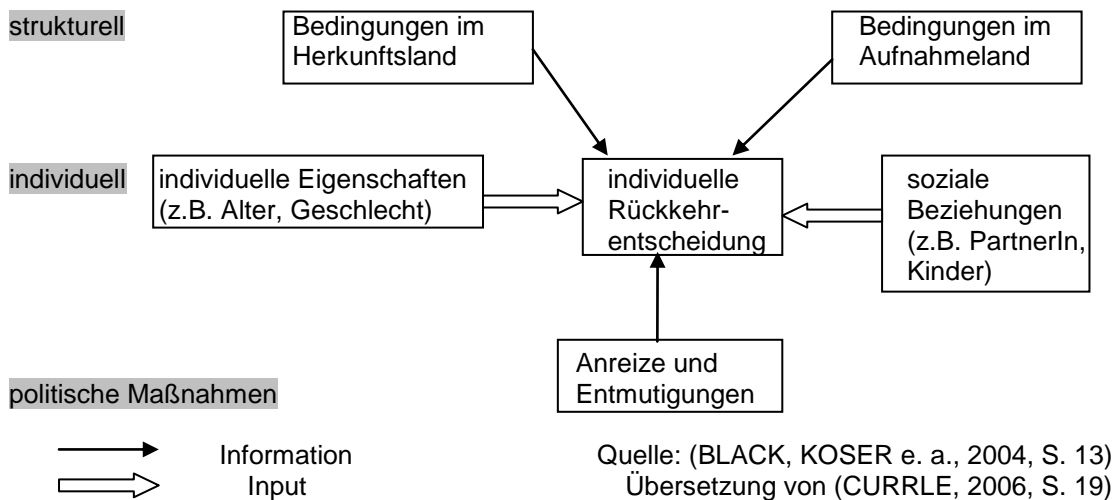 strukturell
Bedingungen im
Herkunftsland
Bedingungen im
Aufnahmeland
individuell
individuelle Eigenschaften
(z.B. Alter, Geschlecht)
individuelle
Rückkehr-
entscheidung
soziale
Beziehungen
(z.B. PartnerIn,
Kinder)
Anreize und
Entmutigungen
politische Maßnahmen
Information
Input
Quelle: (BLACK, KOSER e. a., 2004, S. 13)
Übersetzung von (CURRLE, 2006, S. 19)